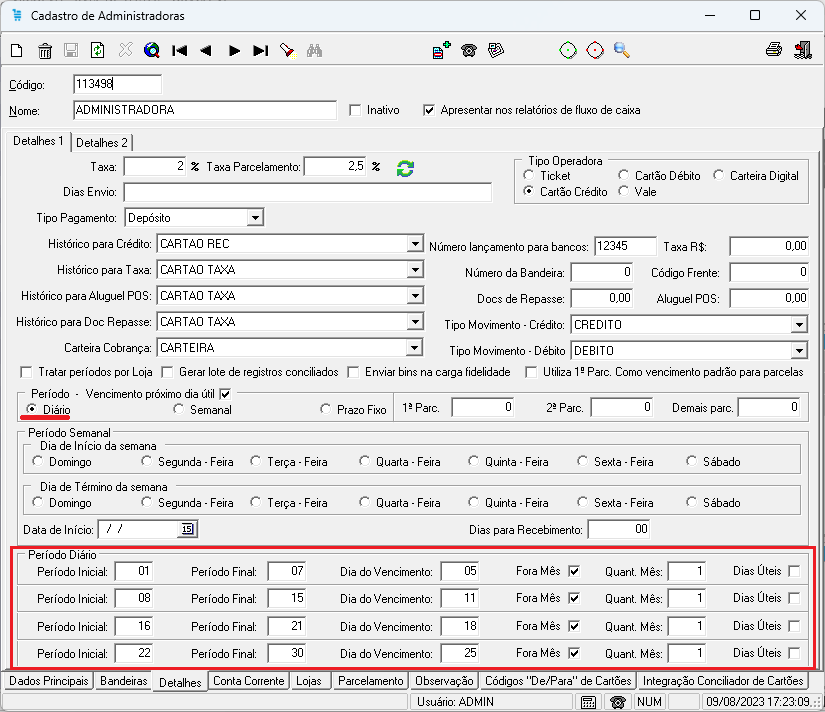 Cadastro de Administradoras
Código: 113498
Nome: ADMINISTRADORA Inativo Apresentar nos relatórios de fluxo de caixa
Detalhes 1 Detalhes 2
Taxa: 2 % Taxa Parcelamento: 2,5 %
Tipo Operadora
Ticket Cartão Débito Carteira Digital
Cartão Crédito Vale
Dias Envio:
Tipo Pagamento: Depósito
Histórico para Crédito: CARTAO REC Número lançamento para bancos: 12345 Taxa R$: 0,00
Histórico para Taxa: CARTAO TAXA Número da Bandeira: 0 Código Frente: 0
Histórico para Aluguel POS: CARTAO TAXA Docs de Repasse: 0,00 Aluguel POS: 0,00
Histórico para Doc Repasse: CARTAO TAXA Tipo Movimento - Crédito: CREDITO
Carteira Cobrança: CARTEIRA Tipo Movimento - Débito DEBITO
Tratar períodos por Loja Gerar lote de registros conciliados Enviar bins na carga fidelidade Utiliza 1º Parc. Como vencimento padrão para parcelas
Período - Vencimento próximo dia útil
Diário Semanal Prazo Fixo 1ª Parc. 0 2ª Parc. 0 Demais parc. 0
Período Semanal
Dia de Início da semana
Domingo Segunda - Feira Terça - Feira Quarta - Feira Quinta - Feira Sexta - Feira Sábado
Dia de Término da semana
Domingo Segunda - Feira Terça - Feira Quarta - Feira Quinta - Feira Sexta - Feira Sábado
Data de Início: / / 15 Dias para Recebimento: 00
Período Diário
Período Inicial: 01 Período Final: 07 Dia do Vencimento: 05 Fora Mês Quant. Mês: 1 Dias Úteis
Período Inicial: 08 Período Final: 15 Dia do Vencimento: 11 Fora Mês Quant. Mês: 1 Dias Úteis
Período Inicial: 16 Período Final: 21 Dia do Vencimento: 18 Fora Mês Quant. Mês: 1 Dias Úteis
Período Inicial: 22 Período Final: 30 Dia do Vencimento: 25 Fora Mês Quant. Mês: 1 Dias Úteis
Dados Principais Bandeiras Detalhes Conta Corrente Lojas Parcelamento Observação Códigos "De/Para" de Cartões Integração Conciliador de Cartões
Usuário: ADMIN NUM 09/08/2023 17:23:09